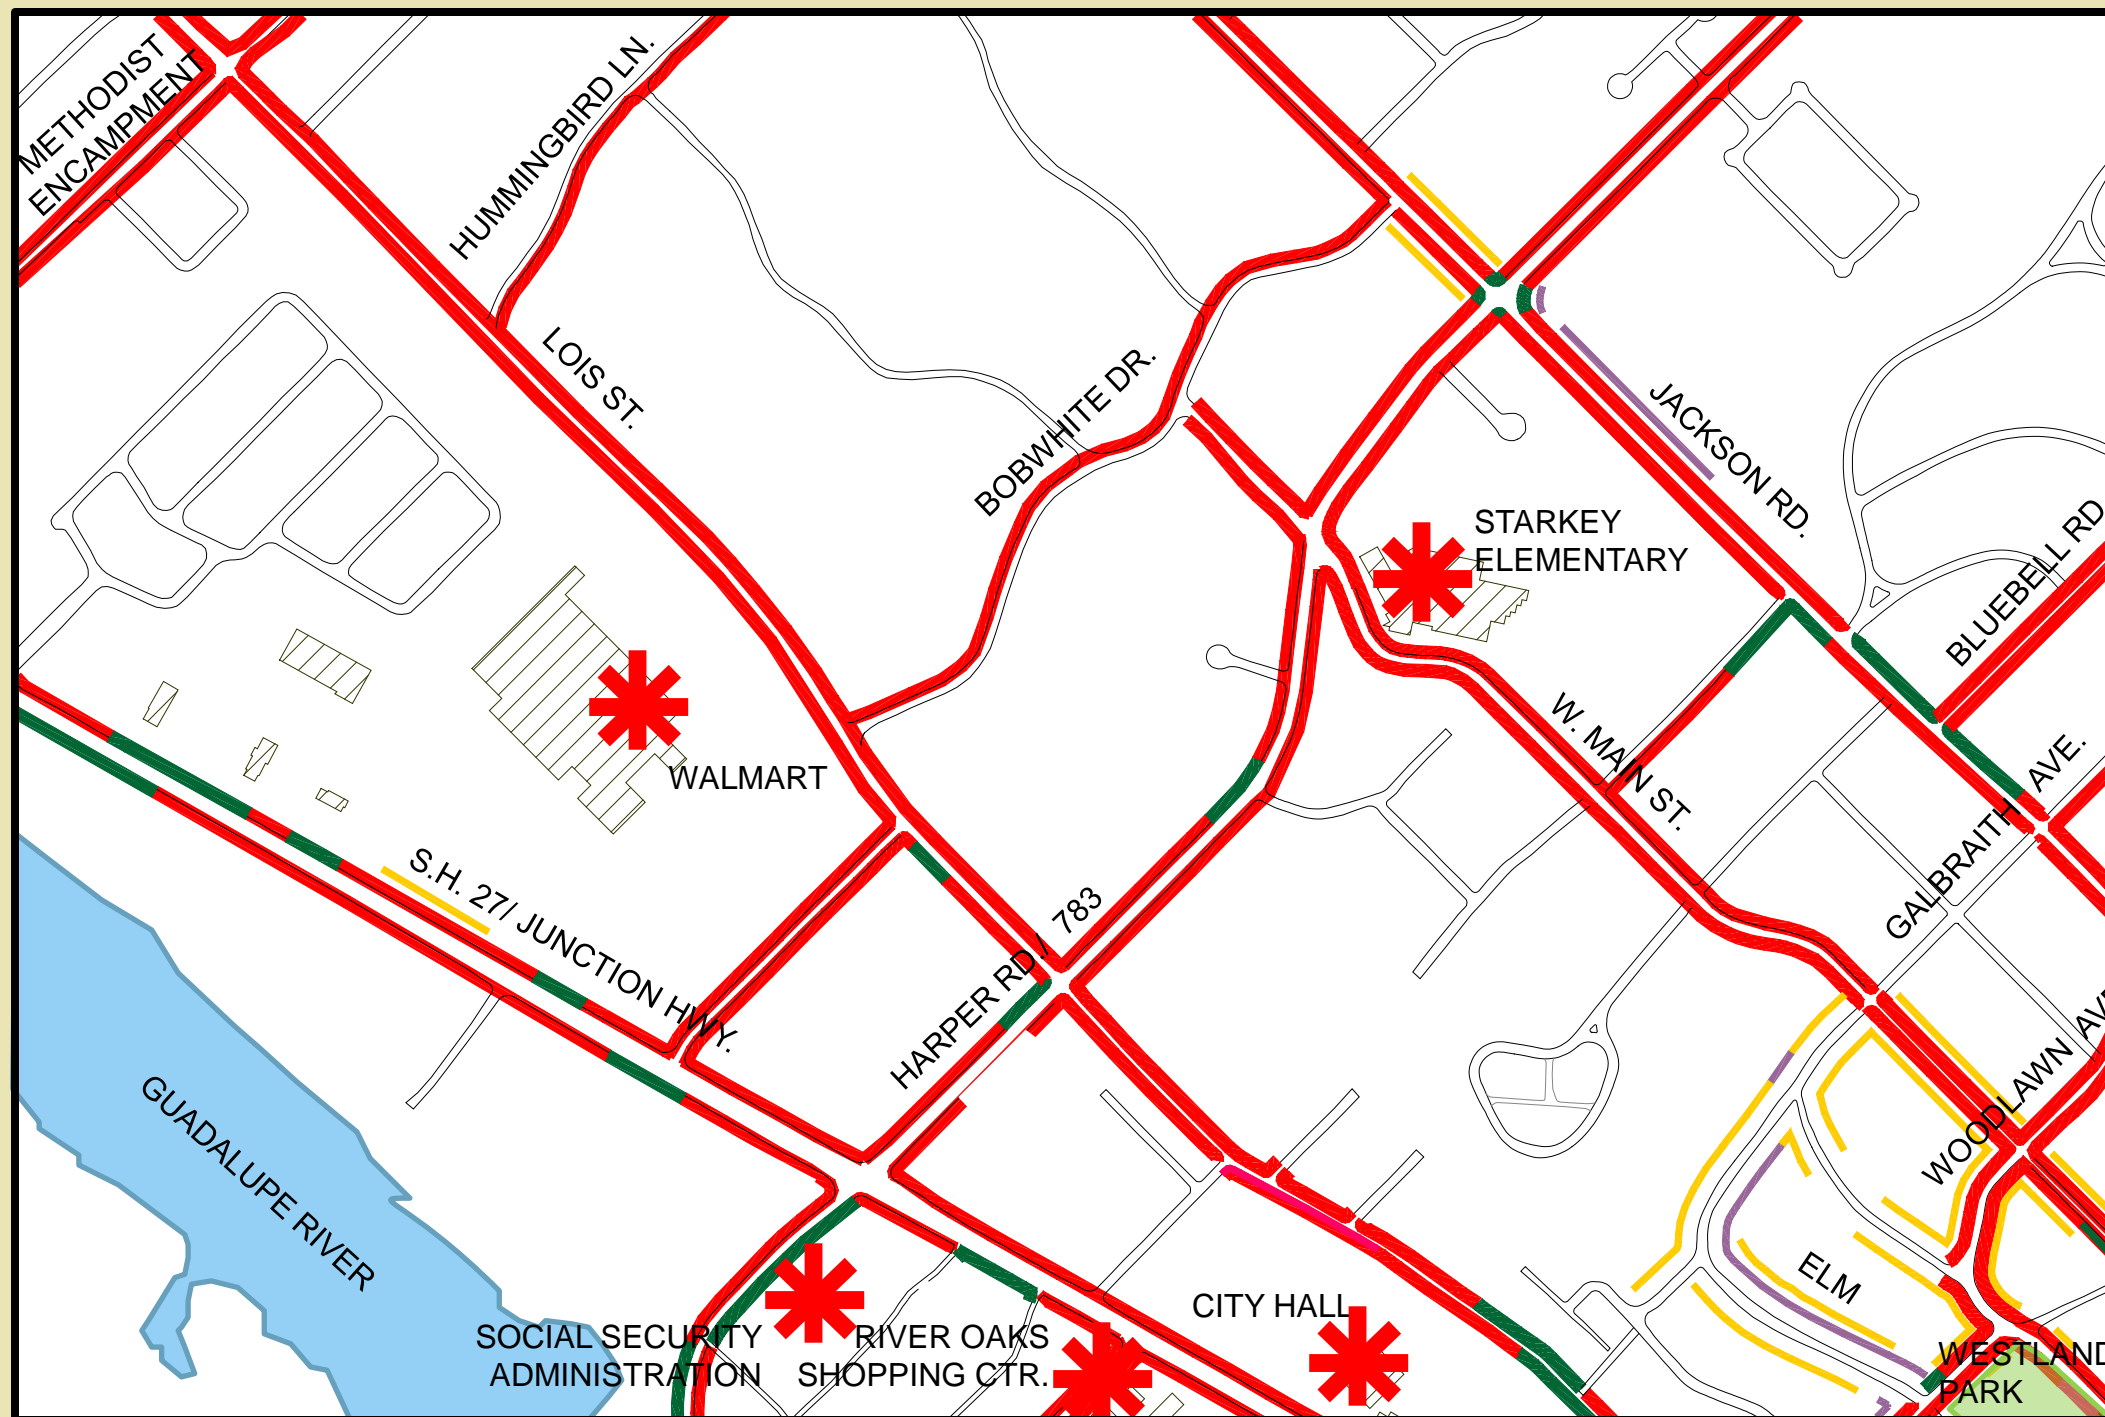 METHODIST
ENCAMPMENT
HUMMINGBIRD LN.
LOIS ST.
BOBWHITE DR.
JACKSON RD.
STARKEY
ELEMENTARY
BLUEBELL RD
W. MAIN ST.
GALBRAITH AVE.
WALMART
S.H. 27/ JUNCTION HWY.
HARPER RD./ 783
WOODLAWN AVE
GUADALUPE RIVER
ELM
CITY HALL
SOCIAL SECURITY
ADMINISTRATION
RIVER OAKS
SHOPPING CTR.
WESTLAND
PARK